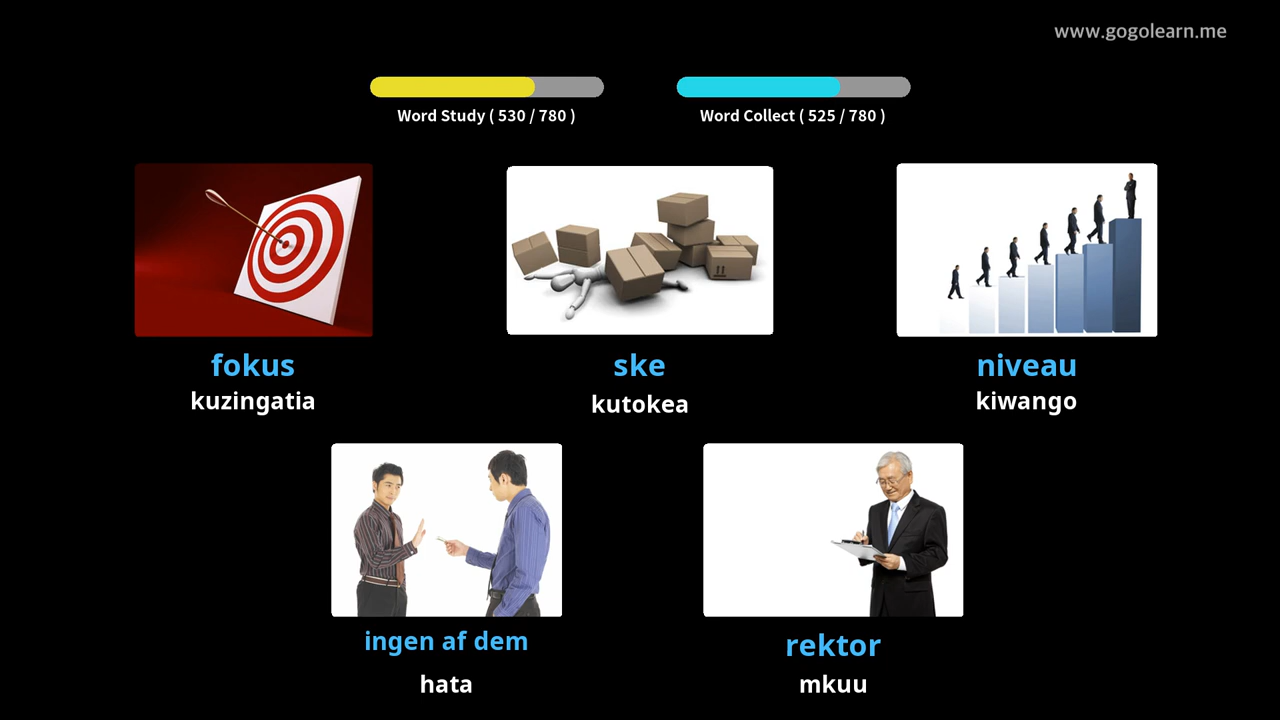 www.gogolearn.me
Word Study ( 530 / 780 )
Word Collect ( 525 / 780 )
fokus
kuzingatia
ske
kutokea
niveau
kiwango
ingen af dem
hata
rektor
mkuu